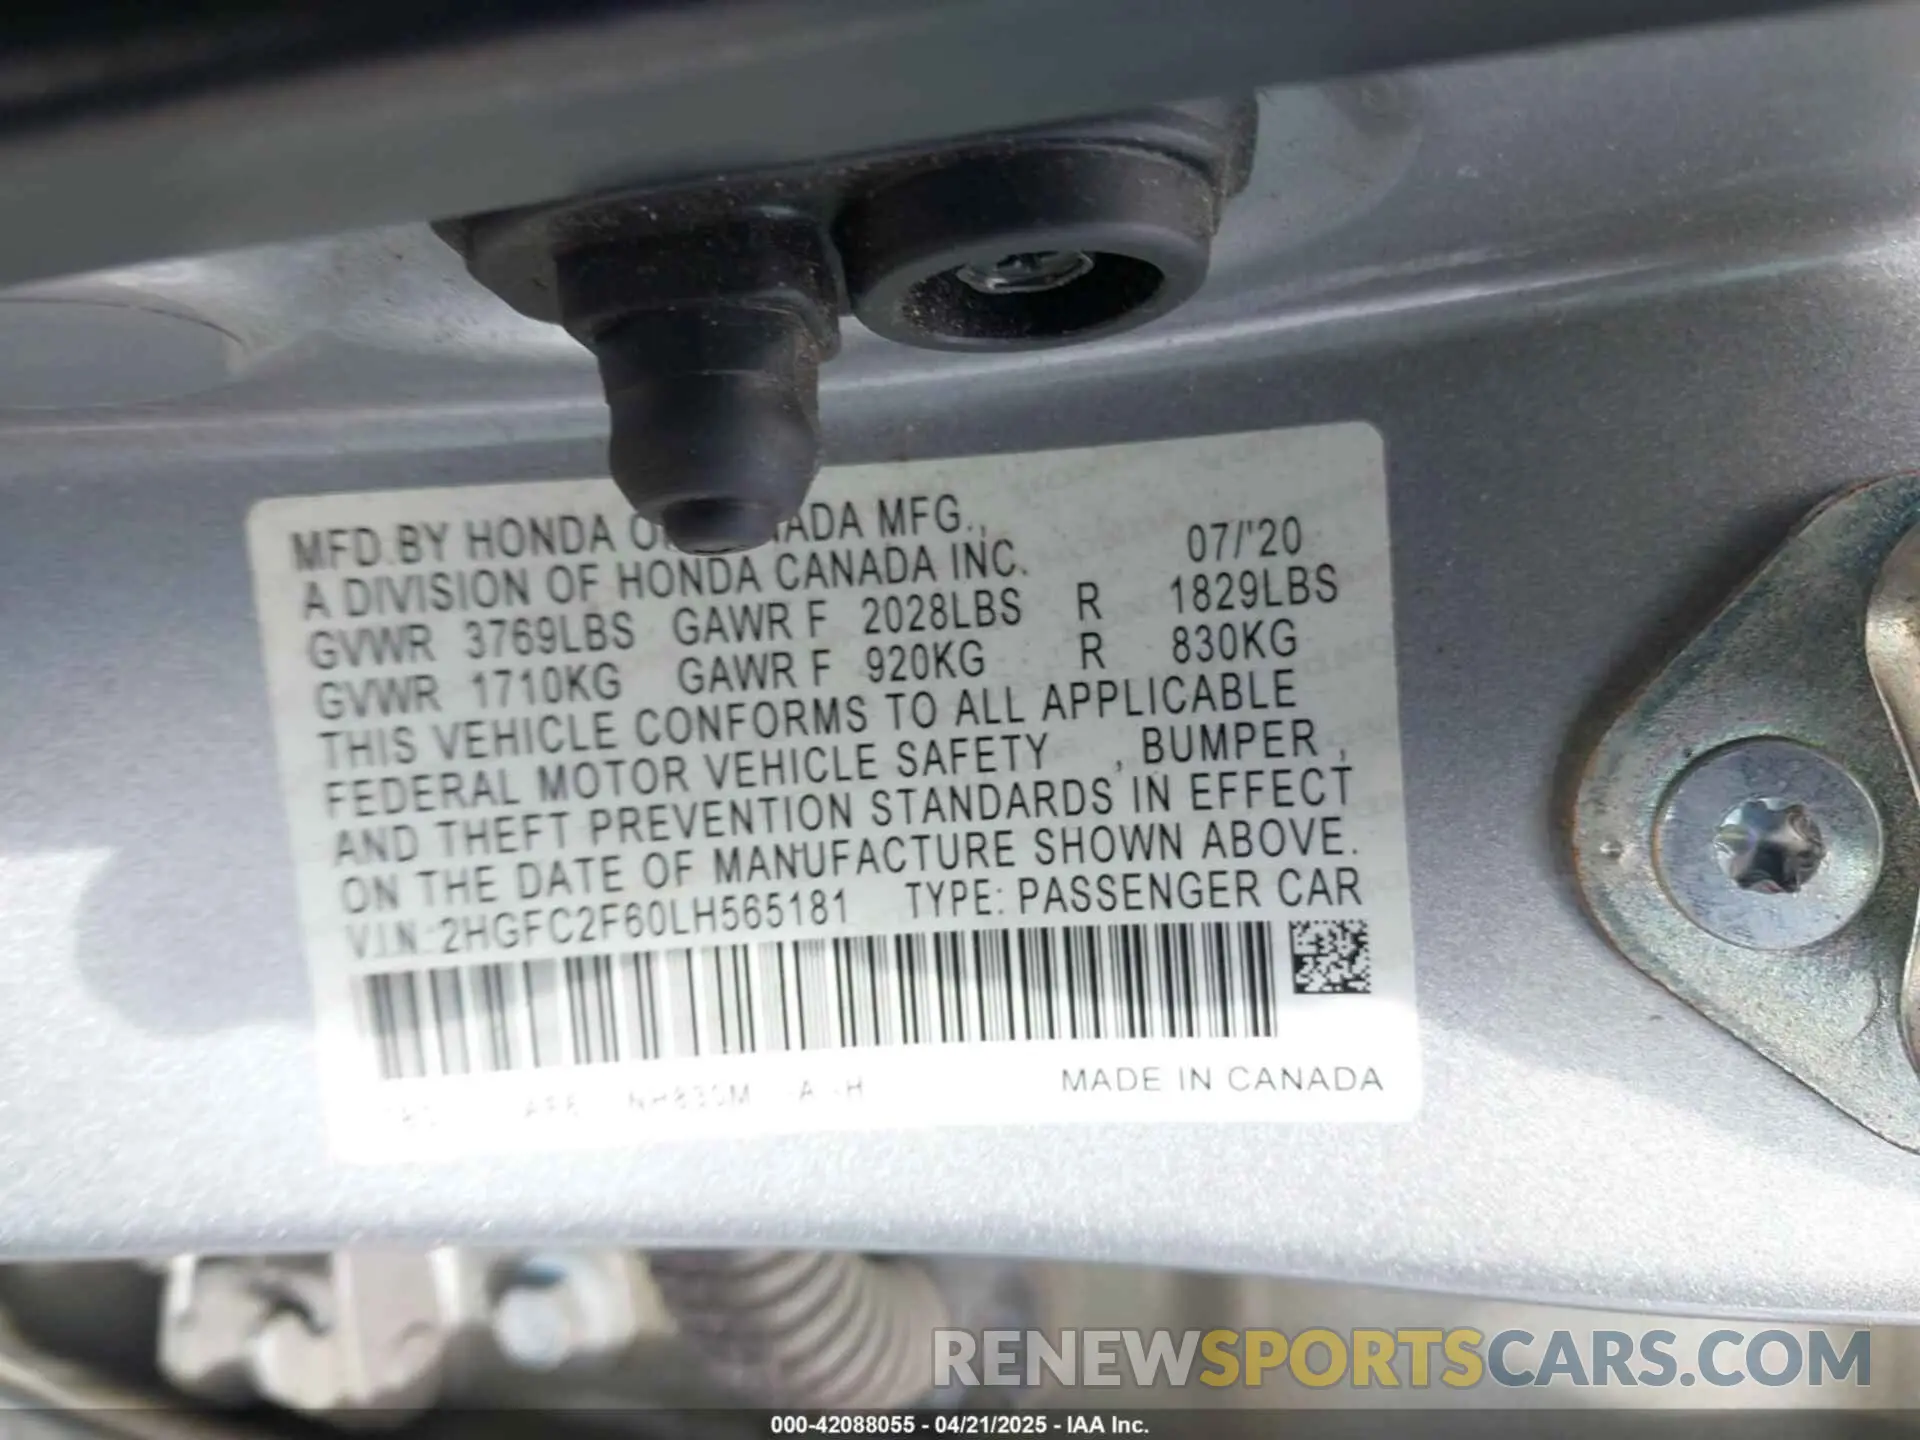 MFD.BY HONDA OF CANADA MFG., 07/'20
A DIVISION OF HONDA CANADA INC.
GVWR 3769LBS GAWR F 2028LBS R 1829LBS
GVWR 1710KG GAWR F 920KG R 830KG
THIS VEHICLE CONFORMS TO ALL APPLICABLE
FEDERAL MOTOR VEHICLE SAFETY , BUMPER ,
AND THEFT PREVENTION STANDARDS IN EFFECT
ON THE DATE OF MANUFACTURE SHOWN ABOVE.
V.I.N.:2HGFC2F60LH565181 TYPE: PASSENGER CAR
MADE IN CANADA
RENEWSPORTSCARS.COM
000-42088055 - 04/21/2025 - IAA Inc.